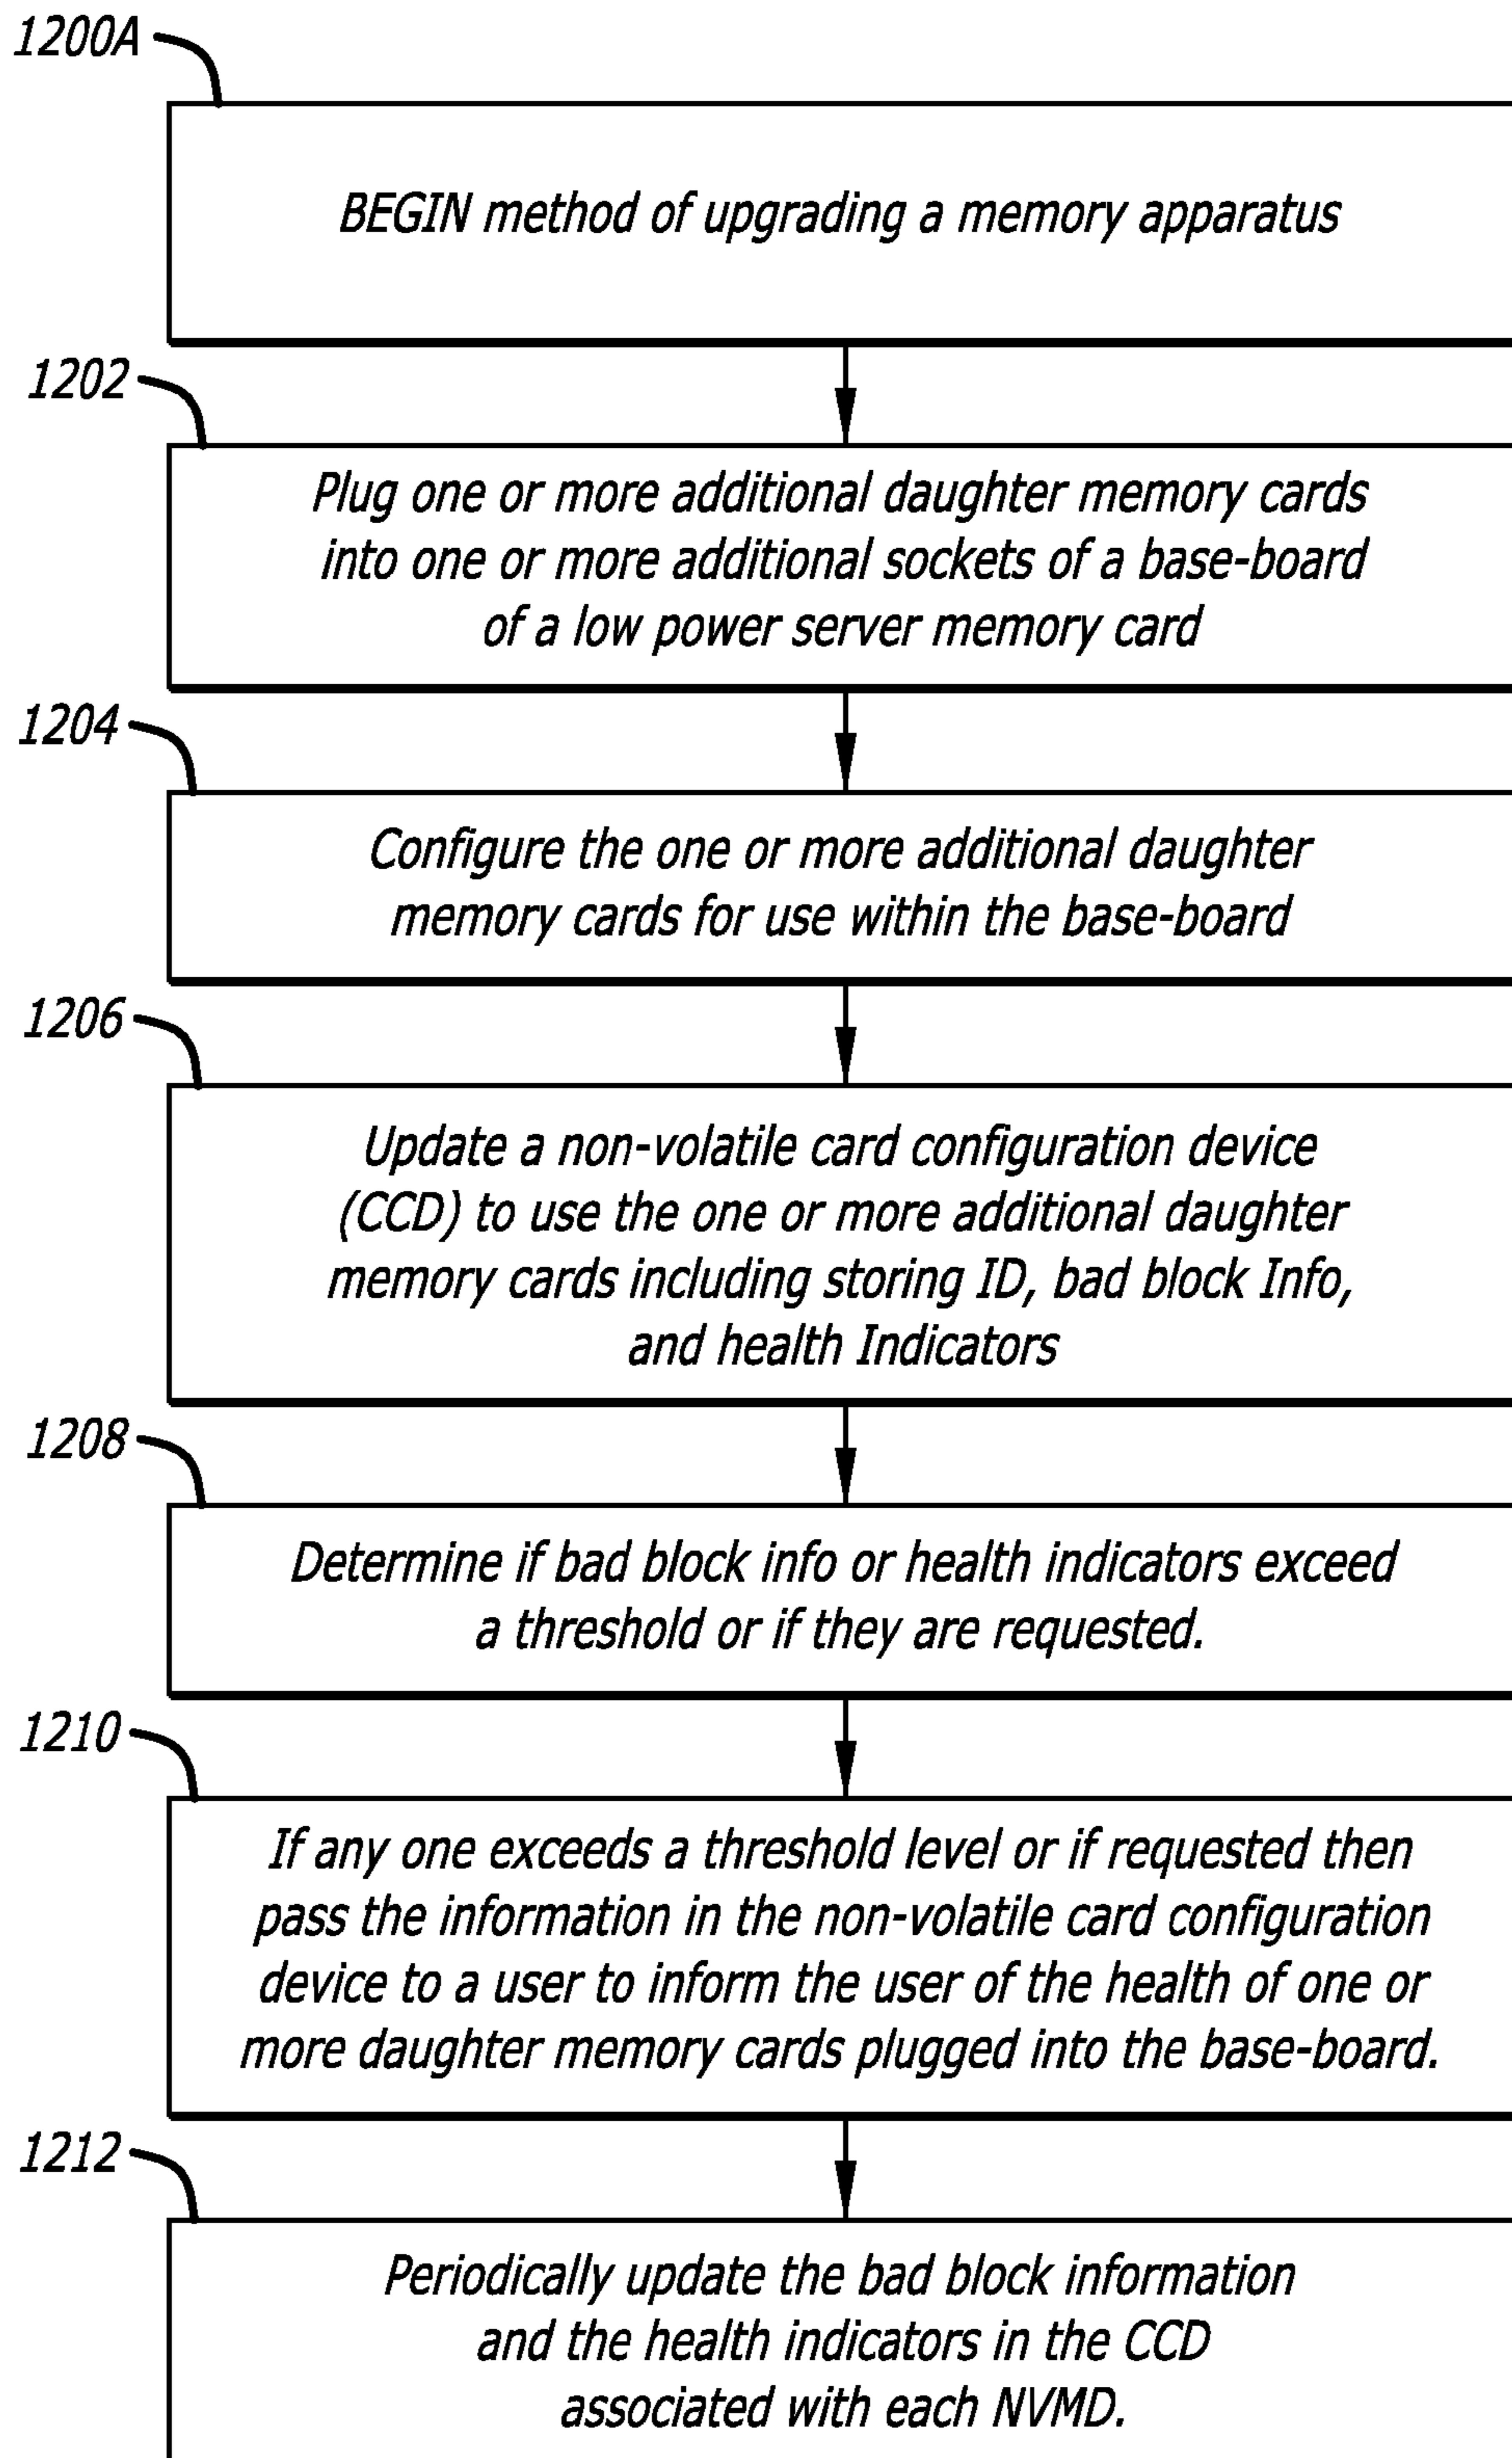 1200A
BEGIN method of upgrading a memory apparatus
1202
Plug one or more additional daughter memory cards
into one or more additional sockets of a base-board
of a low power server memory card
1204
Configure the one or more additional daughter
memory cards for use within the base-board
1206
Update a non-volatile card configuration device
(CCD) to use the one or more additional daughter
memory cards including storing ID, bad block Info,
and health Indicators
1208
Determine if bad block info or health indicators exceed
a threshold or if they are requested.
1210
If any one exceeds a threshold level or if requested then
pass the information in the non-volatile card configuration
device to a user to inform the user of the health of one or
more daughter memory cards plugged into the base-board.
1212
Periodically update the bad block information
and the health indicators in the CCD
associated with each NVMD.